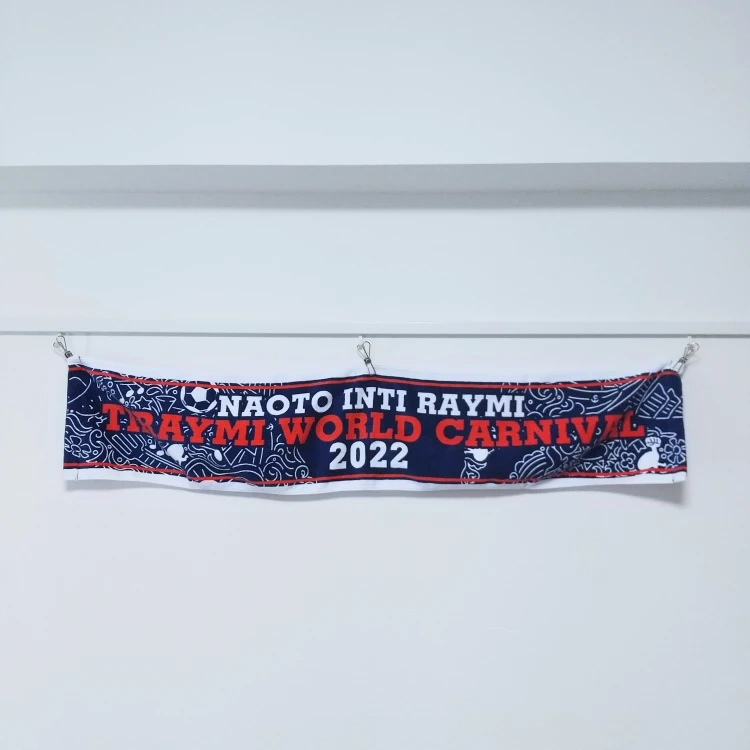 NAOTO INTI RAYMI
TRAYMI WORLD CARNIVAL
2022